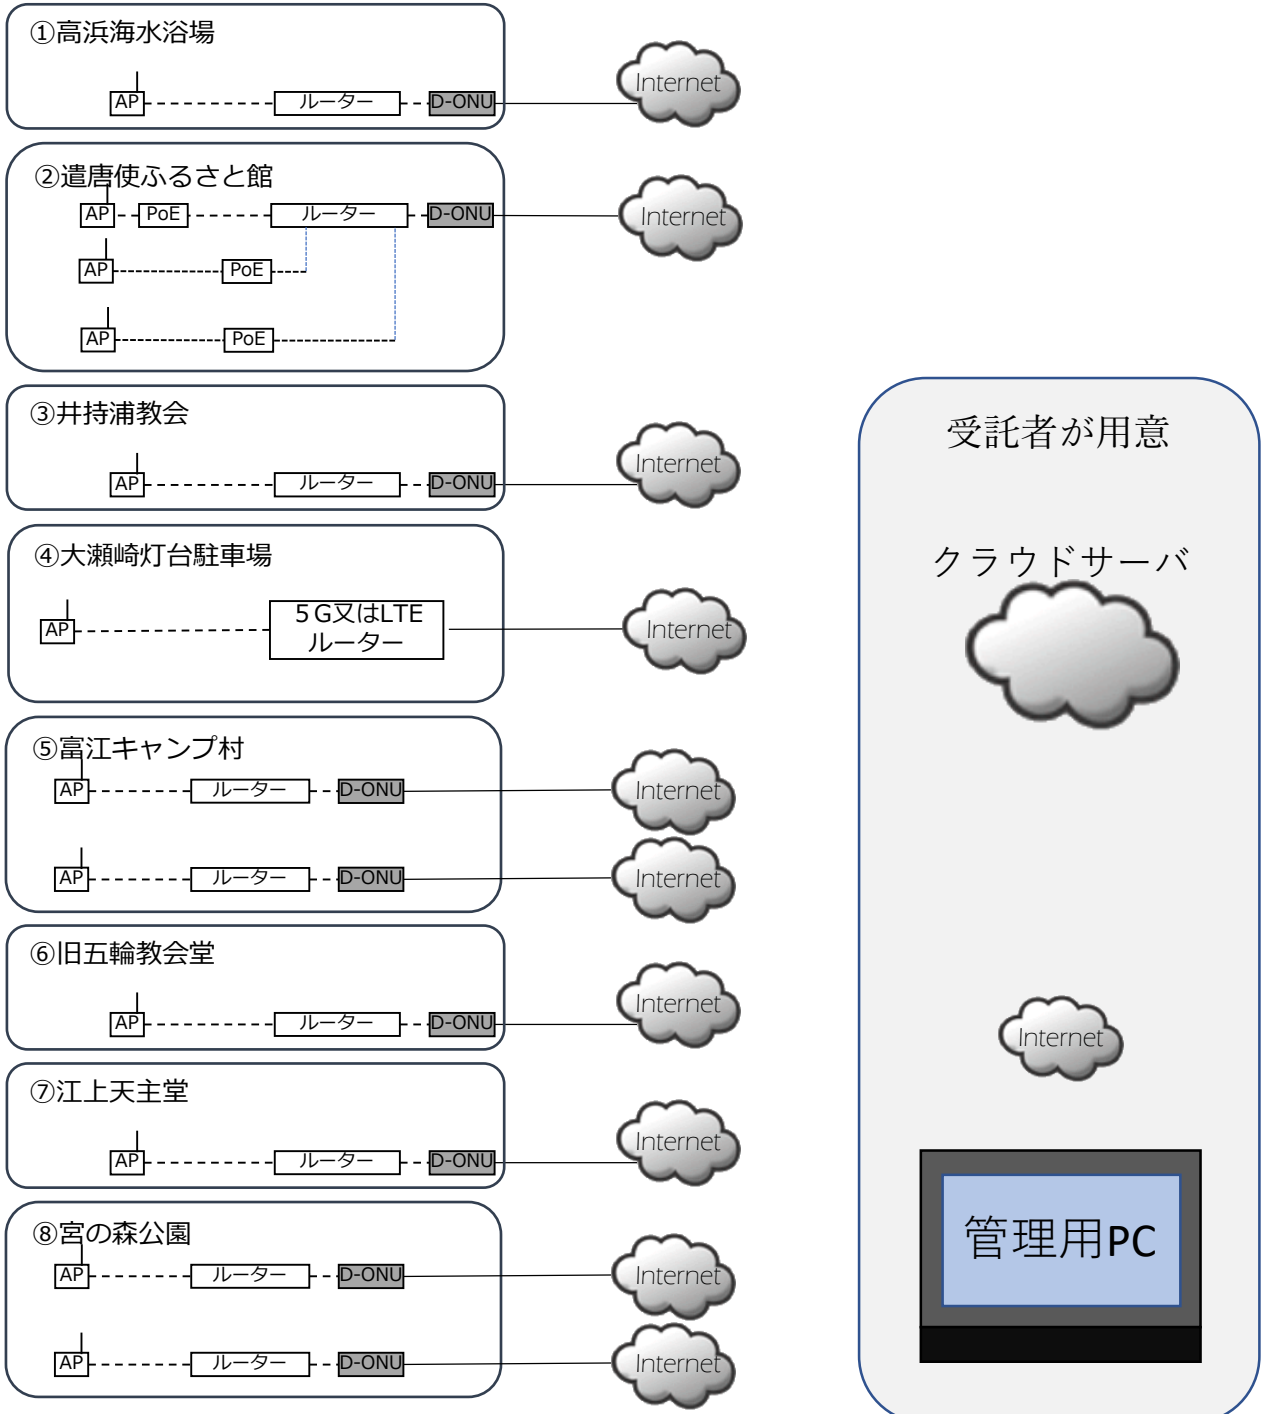 ①高浜海水浴場
AP
ルーター
D-ONU
Internet
②遣唐使ふるさと館
AP
PoE
ルーター
D-ONU
Internet
AP
PoE
AP
PoE
③井持浦教会
AP
ルーター
D-ONU
Internet
④大瀬崎灯台駐車場
AP
5G又はLTE
ルーター
Internet
⑤富江キャンプ村
AP
ルーター
D-ONU
Internet
AP
ルーター
D-ONU
Internet
⑥旧五輪教会堂
AP
ルーター
D-ONU
Internet
⑦江上天主堂
AP
ルーター
D-ONU
Internet
⑧宮の森公園
AP
ルーター
D-ONU
Internet
AP
ルーター
D-ONU
Internet
受託者が用意
クラウドサーバ
Internet
管理用PC